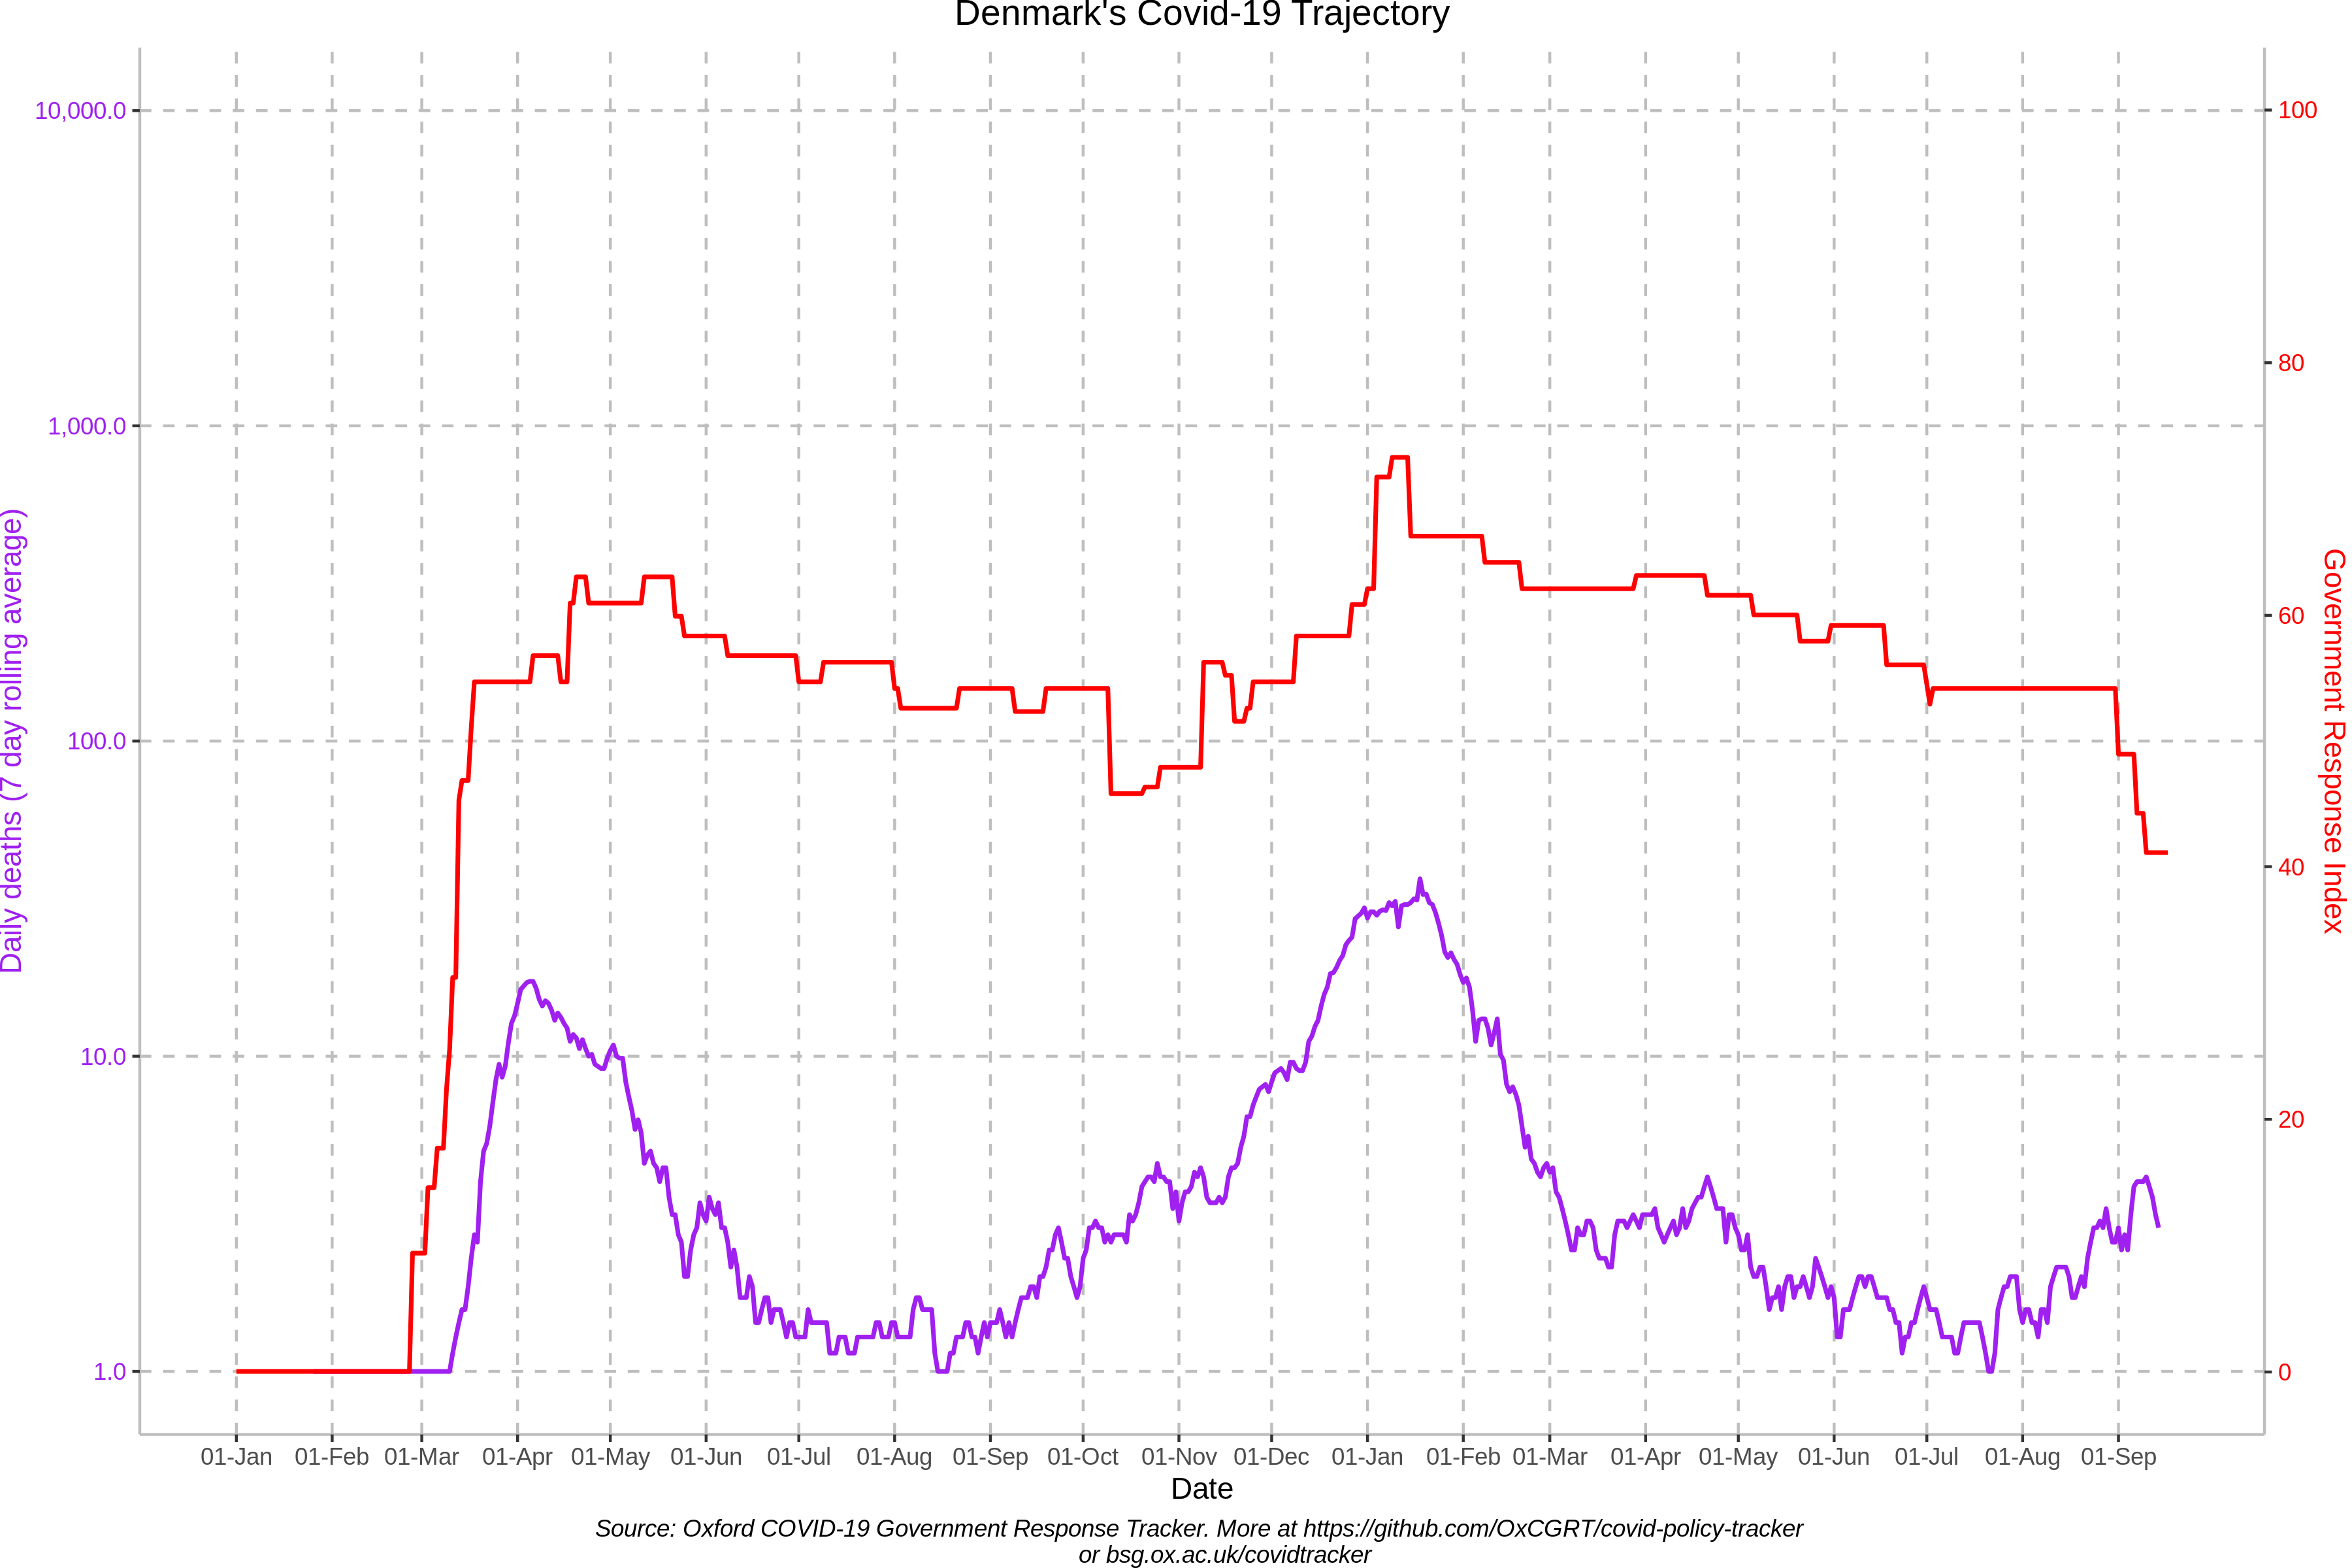 Denmark's Covid-19 Trajectory
10,000.0
1,000.0
100.0
10.0
1.0
Daily deaths (7 day rolling average)
100
80
60
40
20
0
Government Response Index
01-Jan 01-Feb 01-Mar 01-Apr 01-May 01-Jun 01-Jul 01-Aug 01-Sep 01-Oct 01-Nov 01-Dec 01-Jan 01-Feb 01-Mar 01-Apr 01-May 01-Jun 01-Jul 01-Aug 01-Sep
Date
Source: Oxford COVID-19 Government Response Tracker. More at https://github.com/OxCGRT/covid-policy-tracker
or bsg.ox.ac.uk/covidtracker